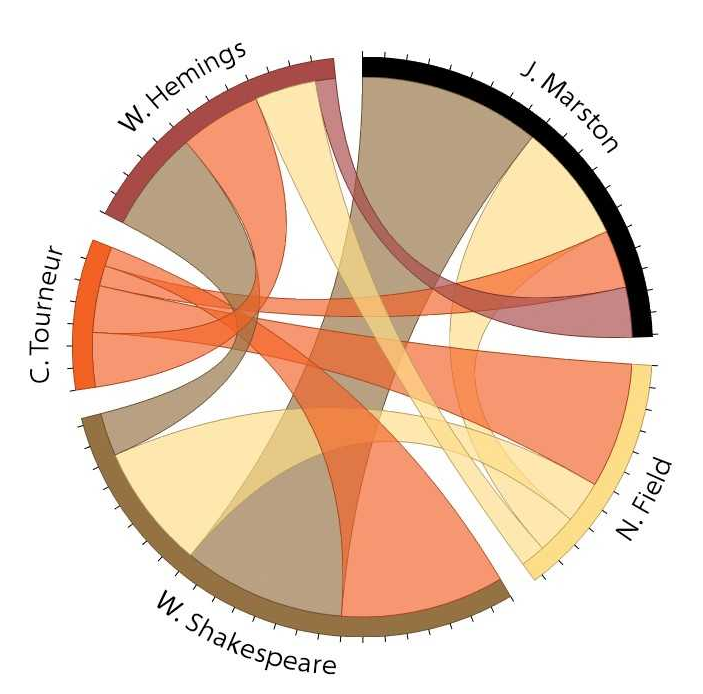 W. Hemings
J. Marston
C. Tourneur
N. Field
W. Shakespeare